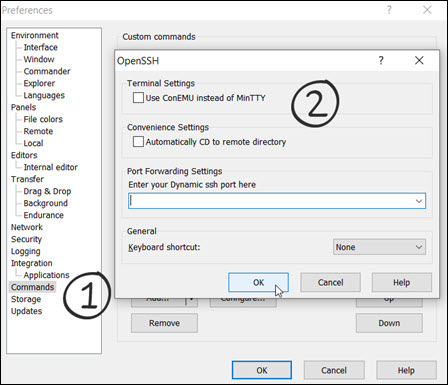 Preferences
Environment
Interface
Window
Commander
Explorer
Languages
Panels
File colors
Remote
Local
Editors
Internal editor
Transfer
Drag & Drop
Background
Endurance
Network
Security
Logging
Integration
Applications
Commands
Storage
Updates
1
Custom commands
OpenSSH
Terminal Settings
Use ConEMU instead of MinTTY
2
Convenience Settings
Automatically CD to remote directory
Port Forwarding Settings
Enter your Dynamic ssh port here
General
Keyboard shortcut:
None
OK
Cancel
Help
Add...
Configure...
Up
Remove
Down
OK
Cancel
Help